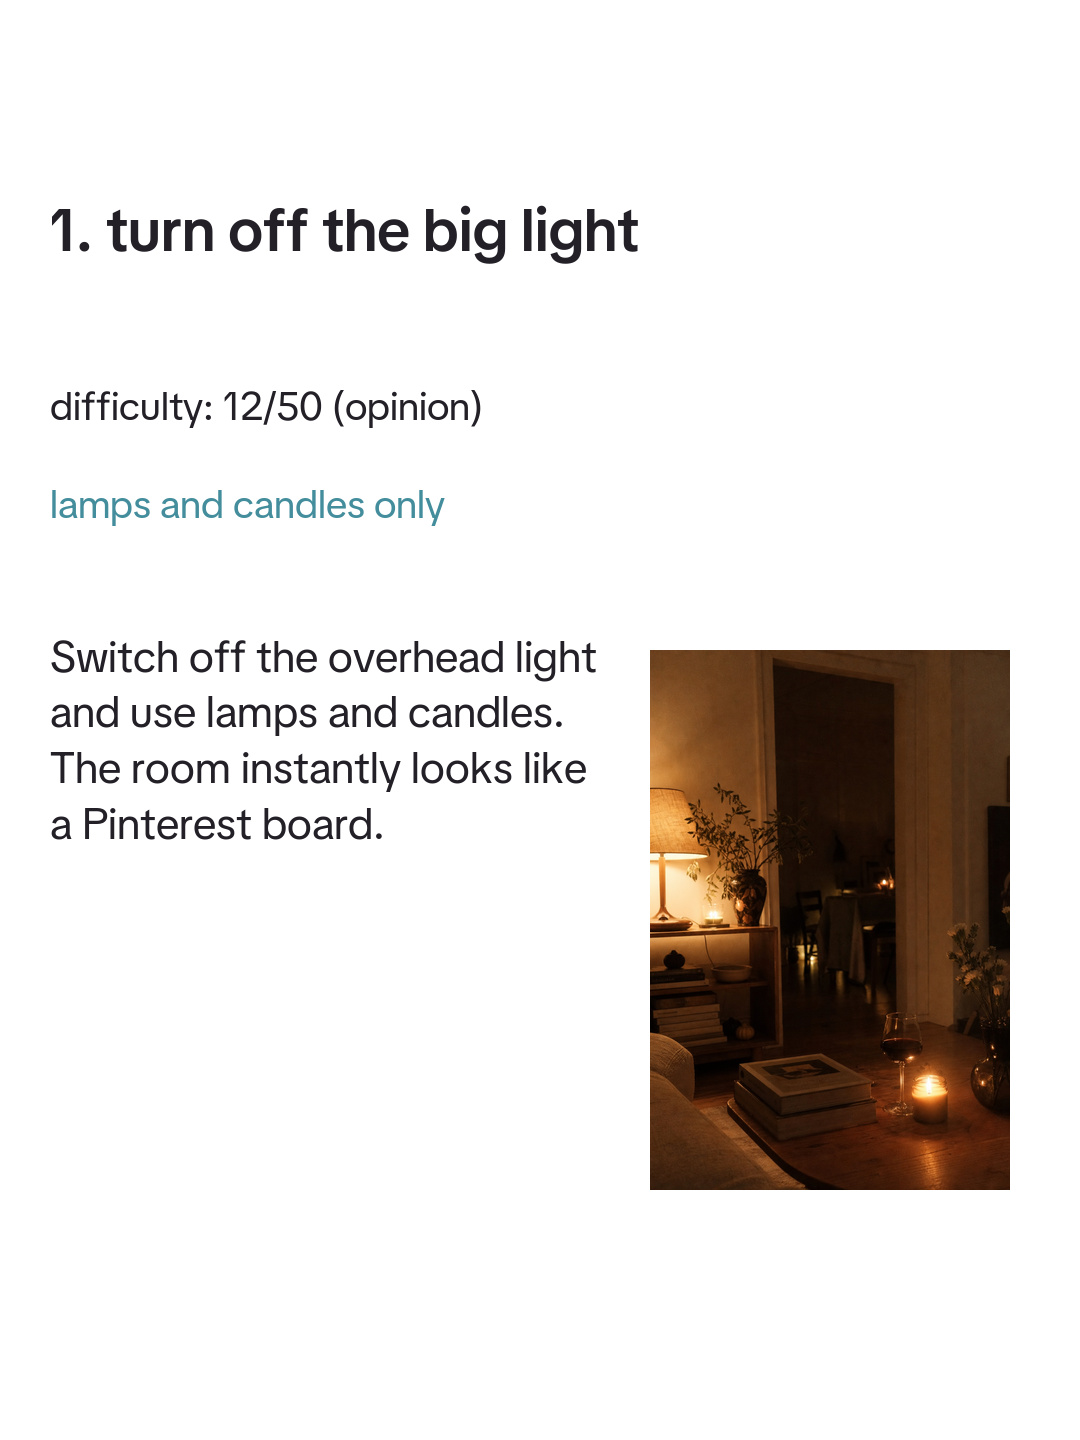 1. turn off the big light
difficulty: 12/50 (opinion)
lamps and candles only
Switch off the overhead light
and use lamps and candles.
The room instantly looks like
a Pinterest board.